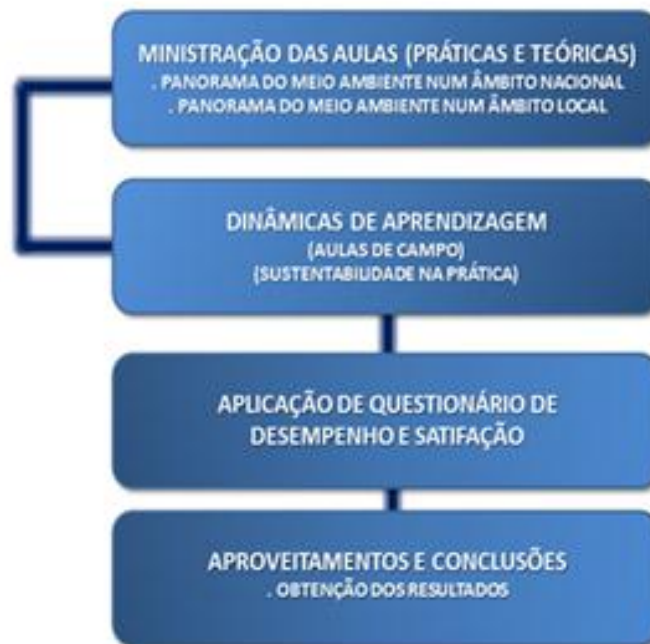 MINISTRAÇÃO DAS AULAS (PRÁTICAS E TEÓRICAS)
. PANORAMA DO MEIO AMBIENTE NUM ÂMBITO NACIONAL
. PANORAMA DO MEIO AMBIENTE NUM ÂMBITO LOCAL
DINÂMICAS DE APRENDIZAGEM
(AULAS DE CAMPO)
(SUSTENTABILIDADE NA PRÁTICA)
APLICAÇÃO DE QUESTIONÁRIO DE
DESEMPENHO E SATIFAÇÃO
APROVEITAMENTOS E CONCLUSÕES
. OBTENÇÃO DOS RESULTADOS